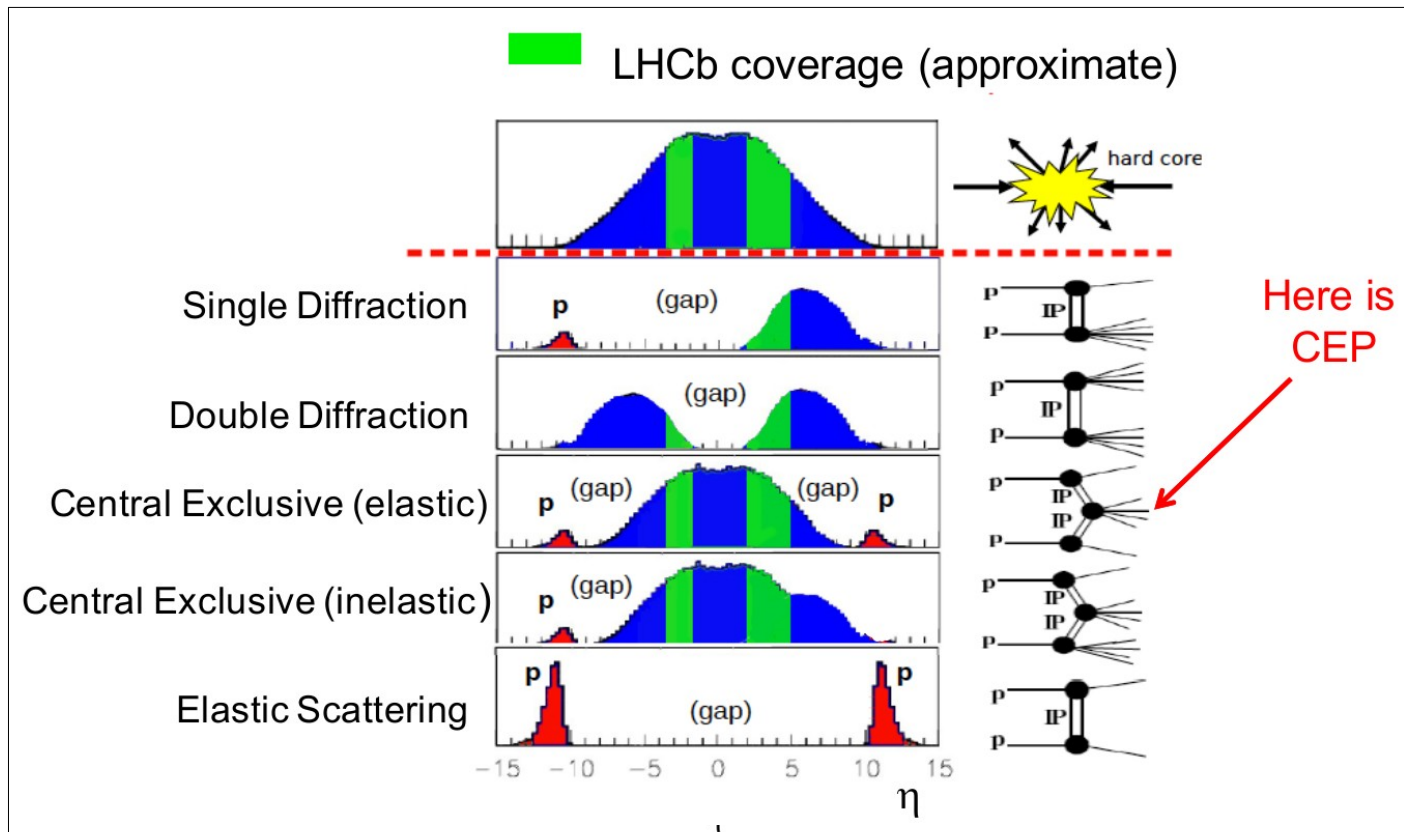 LHCb coverage (approximate)
hard core
Single Diffraction
p
(gap)
p
IP
p
Here is
CEP
Double Diffraction
(gap)
p
IP
p
Central Exclusive (elastic)
p
(gap)
(gap)
p
p
IP
IP
p
Central Exclusive (inelastic)
p
(gap)
p
IP
IP
p
Elastic Scattering
p
(gap)
p
p
IP
p
−15 −10 −5 0 5 10 15
η